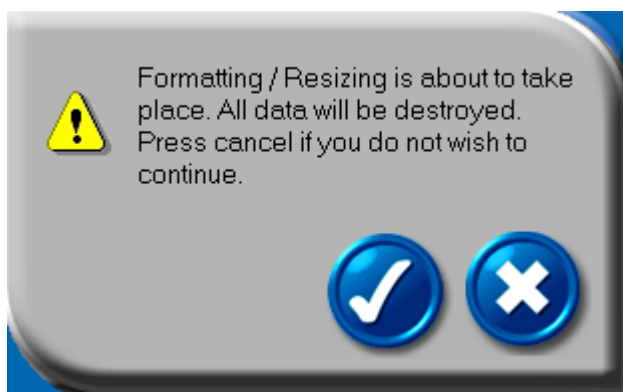 Formatting / Resizing is about to take
place. All data will be destroyed.
Press cancel if you do not wish to
continue.